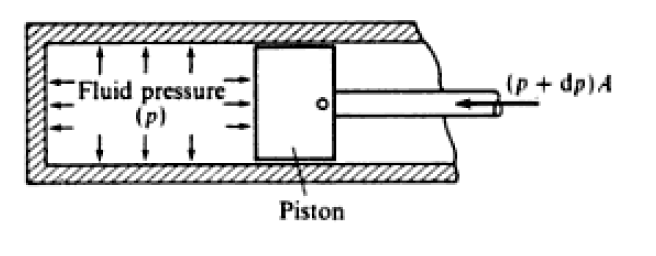 Fluid pressure
(p)
(p + dp)A
Piston